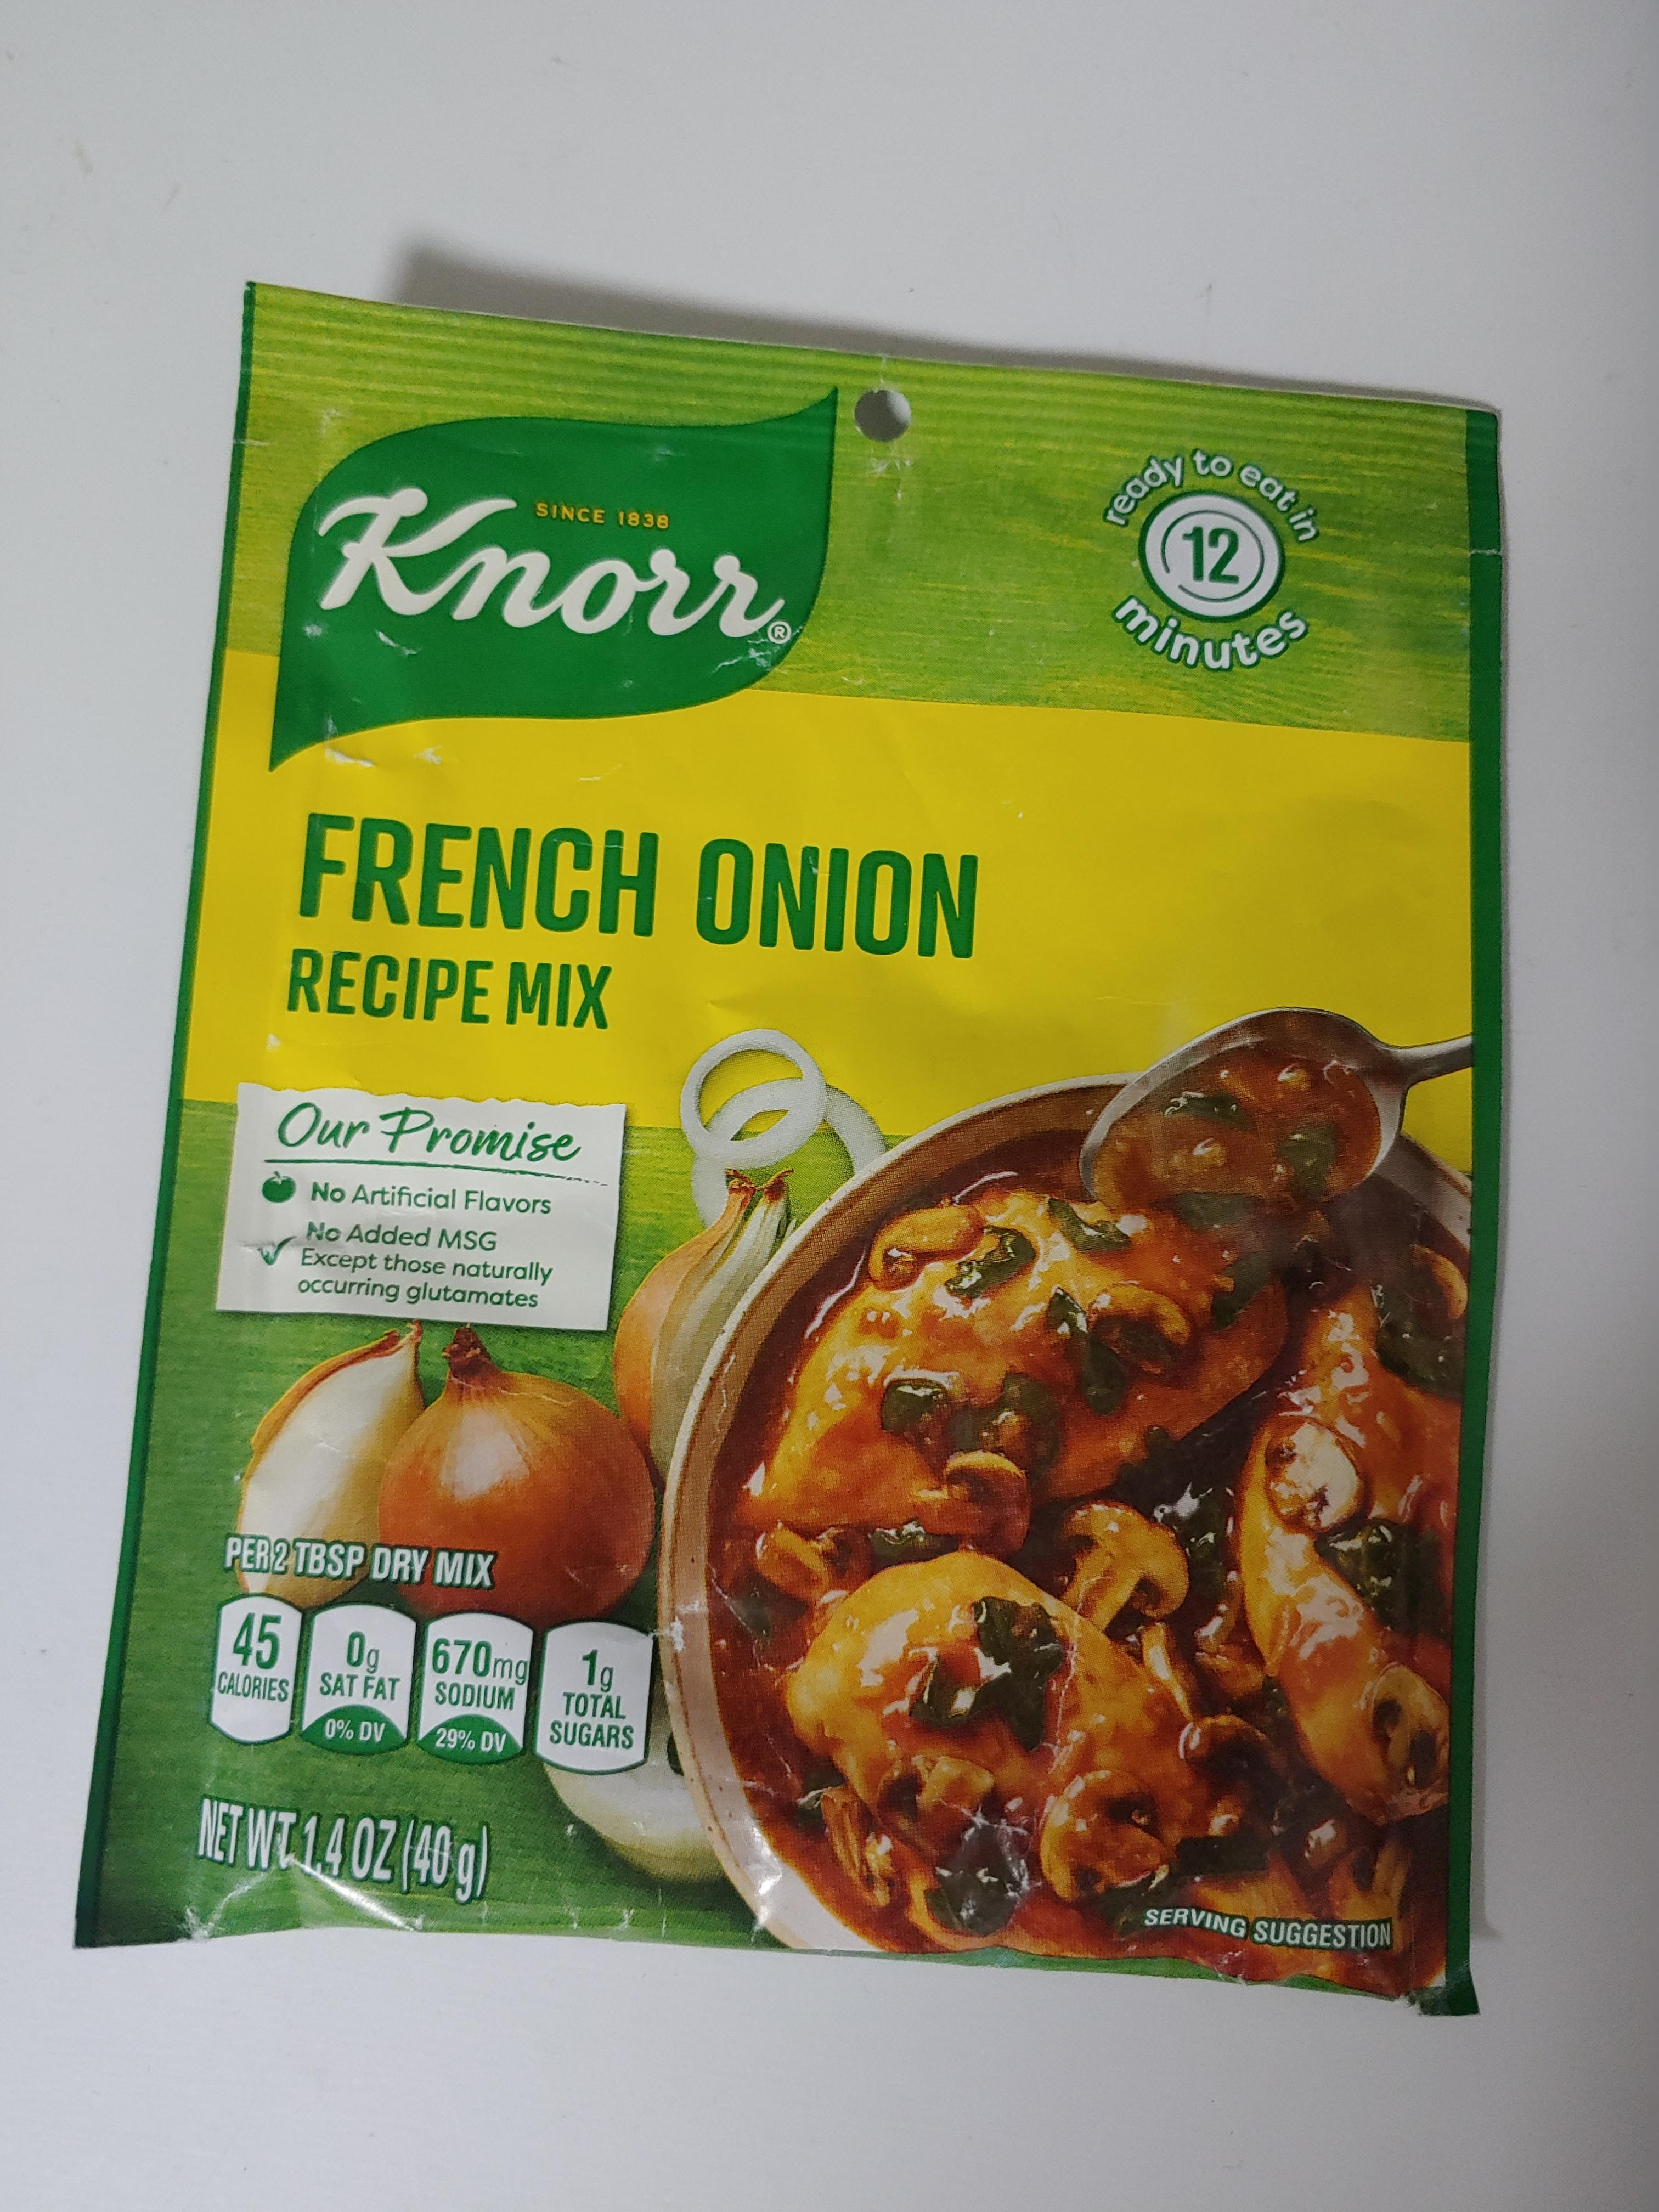 SINCE 1838
Knorr®
ready to eat in
12
minutes
FRENCH ONION
RECIPE MIX
Our Promise
No Artificial Flavors
No Added MSG
Except those naturally
occurring glutamates
PER 2 TBSP DRY MIX
45
CALORIES
0g
SAT FAT
0% DV
670mg
SODIUM
29% DV
1g
TOTAL
SUGARS
NET WT 1.4 OZ (40 g)
SERVING SUGGESTION